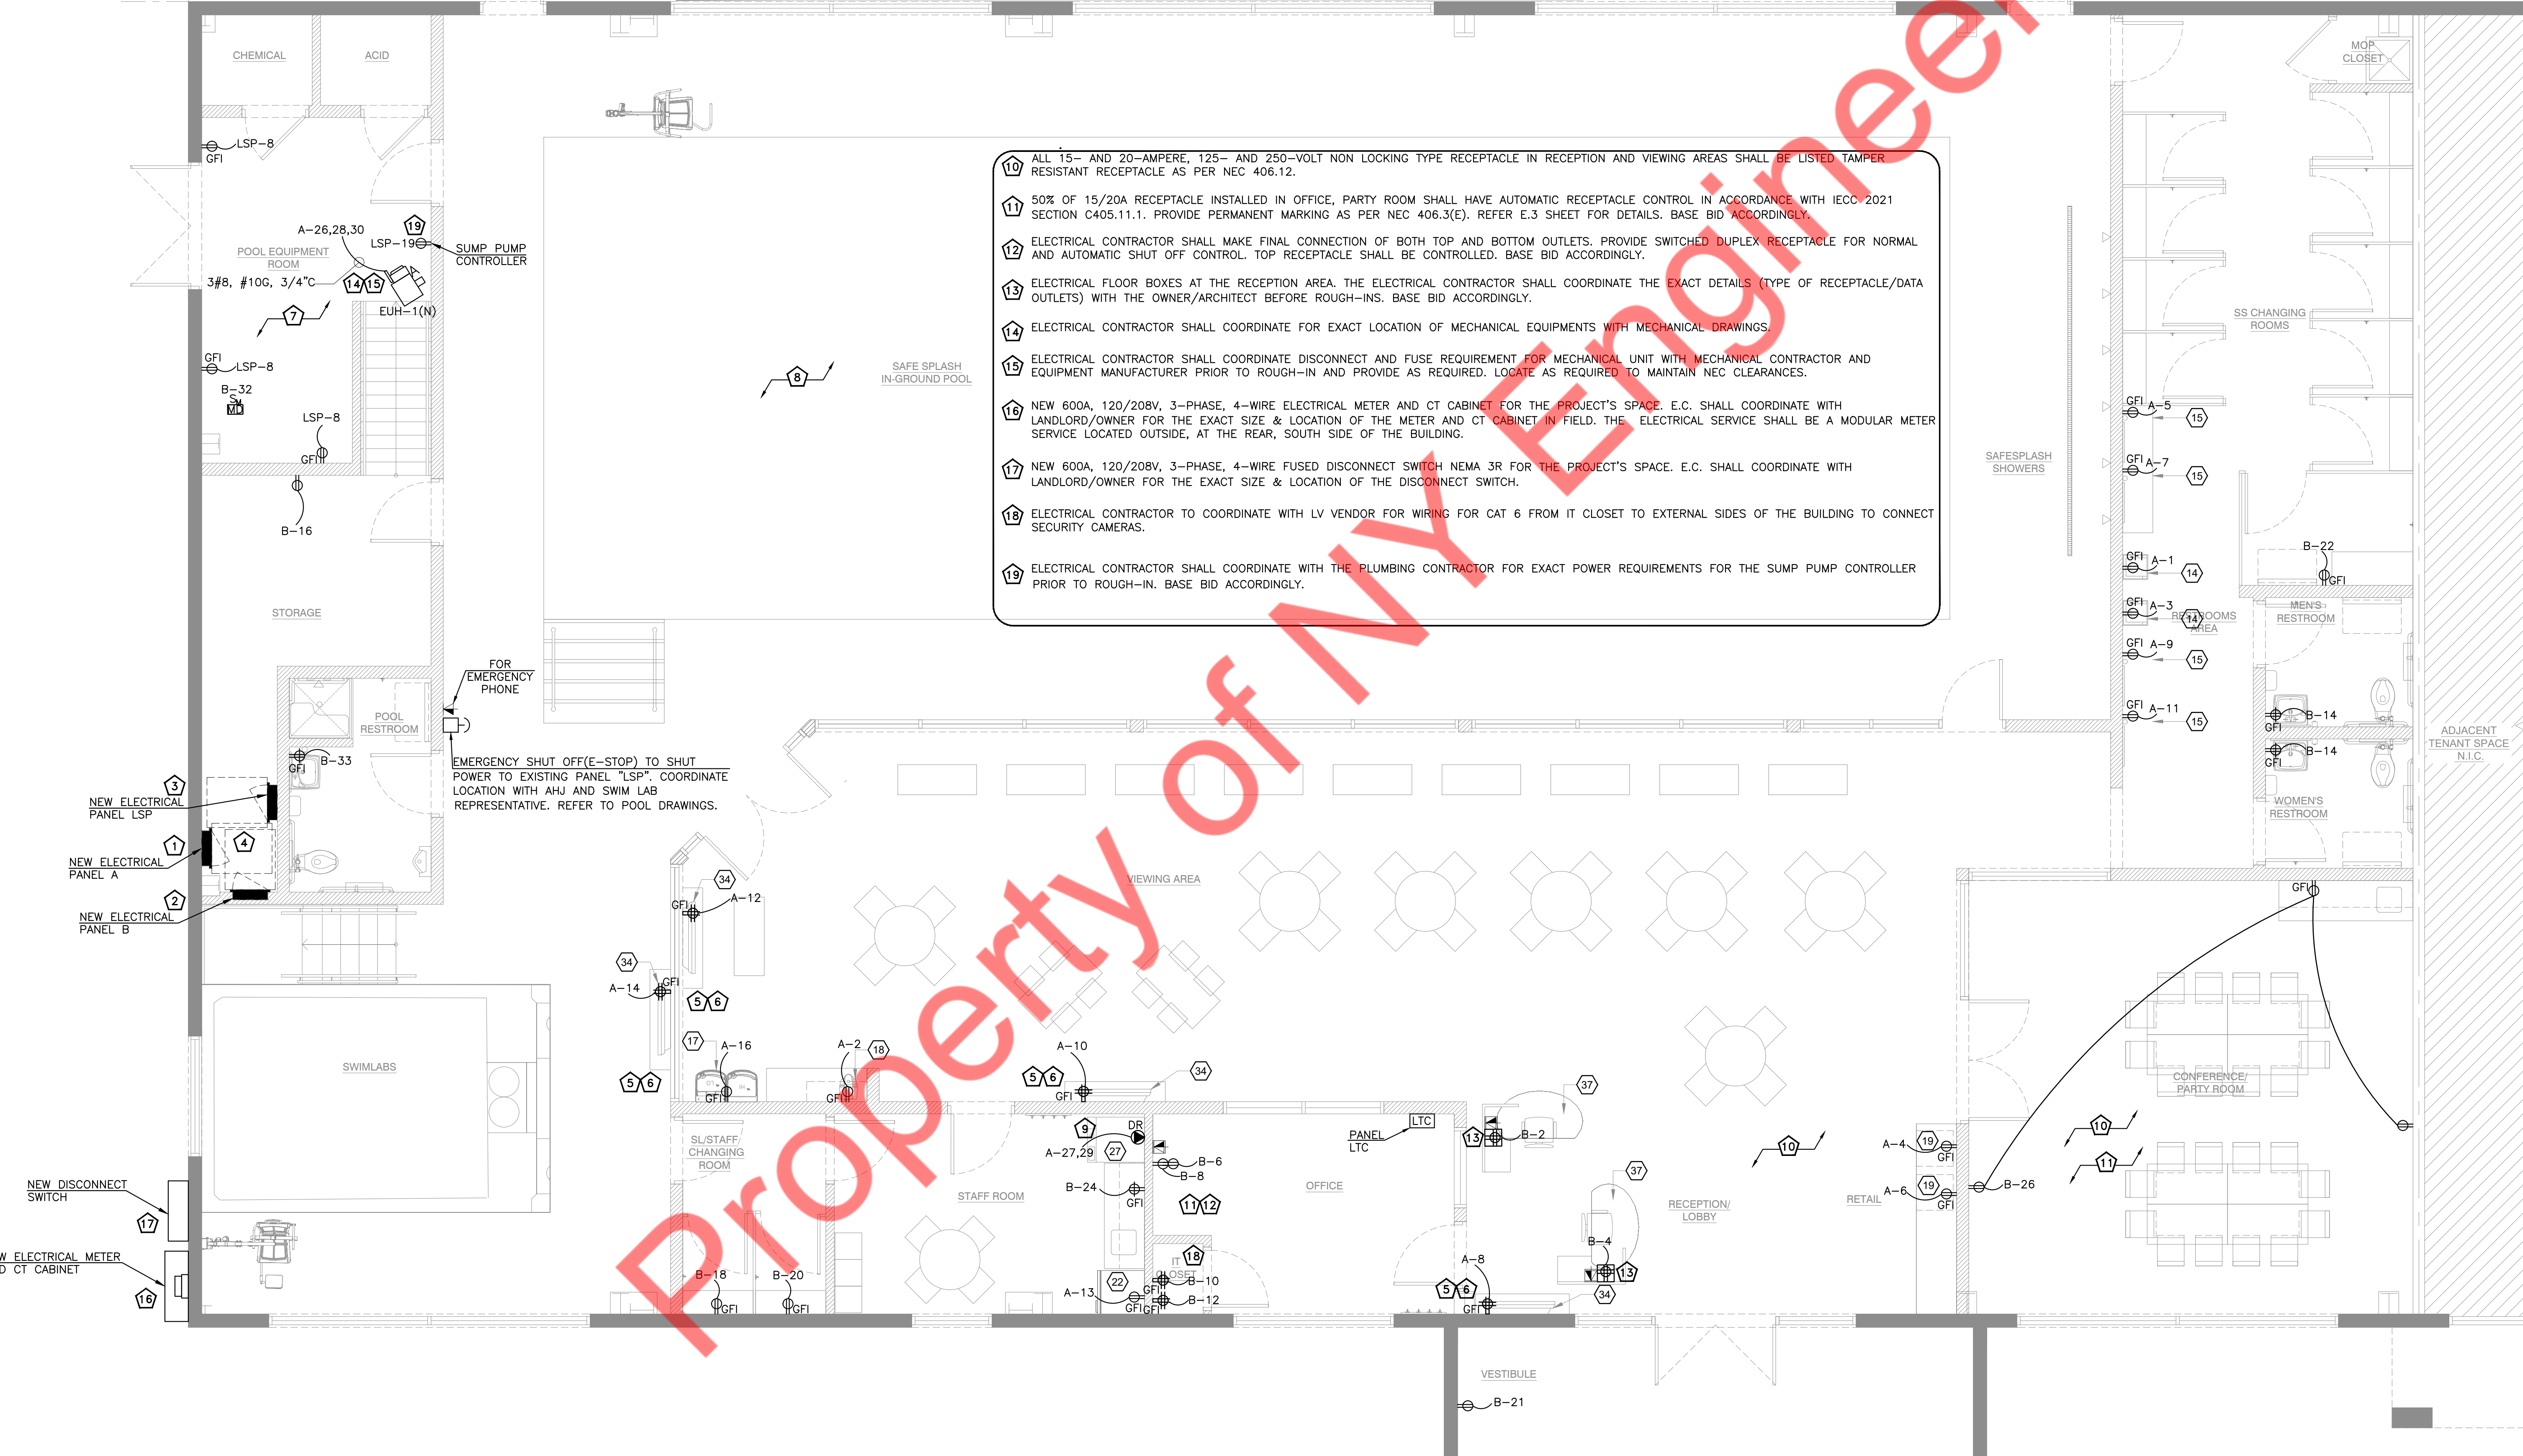 CHEMICAL
ACID
MOP
CLOSET
LSP-8
GFI
A-26,28,30
19
LSP-19
SUMP PUMP
CONTROLLER
POOL EQUIPMENT
ROOM
3#8, #10G, 3/4"C
14
15
7
EUH-1(N)
GFI
LSP-8
B-32
S
M
MD
LSP-8
GFI
B-16
STORAGE
8
SAFE SPLASH
IN-GROUND POOL
10 ALL 15- AND 20-AMPERE, 125- AND 250-VOLT NON LOCKING TYPE RECEPTACLE IN RECEPTION AND VIEWING AREAS SHALL BE LISTED TAMPER
RESISTANT RECEPTACLE AS PER NEC 406.12.
11 50% OF 15/20A RECEPTACLE INSTALLED IN OFFICE, PARTY ROOM SHALL HAVE AUTOMATIC RECEPTACLE CONTROL IN ACCORDANCE WITH IECC 2021
SECTION C405.11.1. PROVIDE PERMANENT MARKING AS PER NEC 406.3(E). REFER E.3 SHEET FOR DETAILS. BASE BID ACCORDINGLY.
12 ELECTRICAL CONTRACTOR SHALL MAKE FINAL CONNECTION OF BOTH TOP AND BOTTOM OUTLETS. PROVIDE SWITCHED DUPLEX RECEPTACLE FOR NORMAL
AND AUTOMATIC SHUT OFF CONTROL. TOP RECEPTACLE SHALL BE CONTROLLED. BASE BID ACCORDINGLY.
13 ELECTRICAL FLOOR BOXES AT THE RECEPTION AREA. THE ELECTRICAL CONTRACTOR SHALL COORDINATE THE EXACT DETAILS (TYPE OF RECEPTACLE/DATA
OUTLETS) WITH THE OWNER/ARCHITECT BEFORE ROUGH-INS. BASE BID ACCORDINGLY.
14 ELECTRICAL CONTRACTOR SHALL COORDINATE FOR EXACT LOCATION OF MECHANICAL EQUIPMENTS WITH MECHANICAL DRAWINGS.
15 ELECTRICAL CONTRACTOR SHALL COORDINATE DISCONNECT AND FUSE REQUIREMENT FOR MECHANICAL UNIT WITH MECHANICAL CONTRACTOR AND
EQUIPMENT MANUFACTURER PRIOR TO ROUGH-IN AND PROVIDE AS REQUIRED. LOCATE AS REQUIRED TO MAINTAIN NEC CLEARANCES.
16 NEW 600A, 120/208V, 3-PHASE, 4-WIRE ELECTRICAL METER AND CT CABINET FOR THE PROJECT'S SPACE. E.C. SHALL COORDINATE WITH
LANDLORD/OWNER FOR THE EXACT SIZE & LOCATION OF THE METER AND CT CABINET IN FIELD. THE ELECTRICAL SERVICE SHALL BE A MODULAR METER
SERVICE LOCATED OUTSIDE, AT THE REAR, SOUTH SIDE OF THE BUILDING.
17 NEW 600A, 120/208V, 3-PHASE, 4-WIRE FUSED DISCONNECT SWITCH NEMA 3R FOR THE PROJECT'S SPACE. E.C. SHALL COORDINATE WITH
LANDLORD/OWNER FOR THE EXACT SIZE & LOCATION OF THE DISCONNECT SWITCH.
18 ELECTRICAL CONTRACTOR TO COORDINATE WITH LV VENDOR FOR WIRING FOR CAT 6 FROM IT CLOSET TO EXTERNAL SIDES OF THE BUILDING TO CONNECT
SECURITY CAMERAS.
19 ELECTRICAL CONTRACTOR SHALL COORDINATE WITH THE PLUMBING CONTRACTOR FOR EXACT POWER REQUIREMENTS FOR THE SUMP PUMP CONTROLLER
PRIOR TO ROUGH-IN. BASE BID ACCORDINGLY.
SS CHANGING
ROOMS
SAFESPLASH
SHOWERS
GFI A-5
15
GFI A-7
15
GFI A-1
14
GFI A-3
14
RESTROOMS
AREA
GFI A-9
15
GFI A-11
15
B-22
GFI
MEN'S
RESTROOM
B-14
GFI
B-14
GFI
WOMEN'S
RESTROOM
ADJACENT
TENANT SPACE
N.I.C.
FOR
EMERGENCY
PHONE
POOL
RESTROOM
GFI
B-33
EMERGENCY SHUT OFF(E-STOP) TO SHUT
POWER TO EXISTING PANEL "LSP". COORDINATE
LOCATION WITH AHJ AND SWIM LAB
REPRESENTATIVE. REFER TO POOL DRAWINGS.
3
NEW ELECTRICAL
PANEL LSP
1
4
NEW ELECTRICAL
PANEL A
2
NEW ELECTRICAL
PANEL B
VIEWING AREA
34
GFI
A-12
34
GFI
A-14
5 6
17
A-16
A-2
18
A-10
5 6
5 6
34
GFI
GFI
GFI
SWIMLABS
SL/STAFF
CHANGING
ROOM
9
DR
A-27,29
27
B-6
B-8
B-24
GFI
11 12
STAFF ROOM
OFFICE
PANEL
LTC
LTC
13
B-2
37
10
37
RECEPTION/
LOBBY
RETAIL
A-4
19
GFI
A-6
19
GFI
B-26
GFI
CONFERENCE/
PARTY ROOM
10
11
NEW DISCONNECT
SWITCH
17
W ELECTRICAL METER
D CT CABINET
16
B-18
GFI
B-20
GFI
22
A-13
GFI
18
IT
CLOSET
GFI
B-10
GFI
B-12
A-8
5 6
GFI
34
B-4
13
VESTIBULE
B-21
Property of NY Engineer